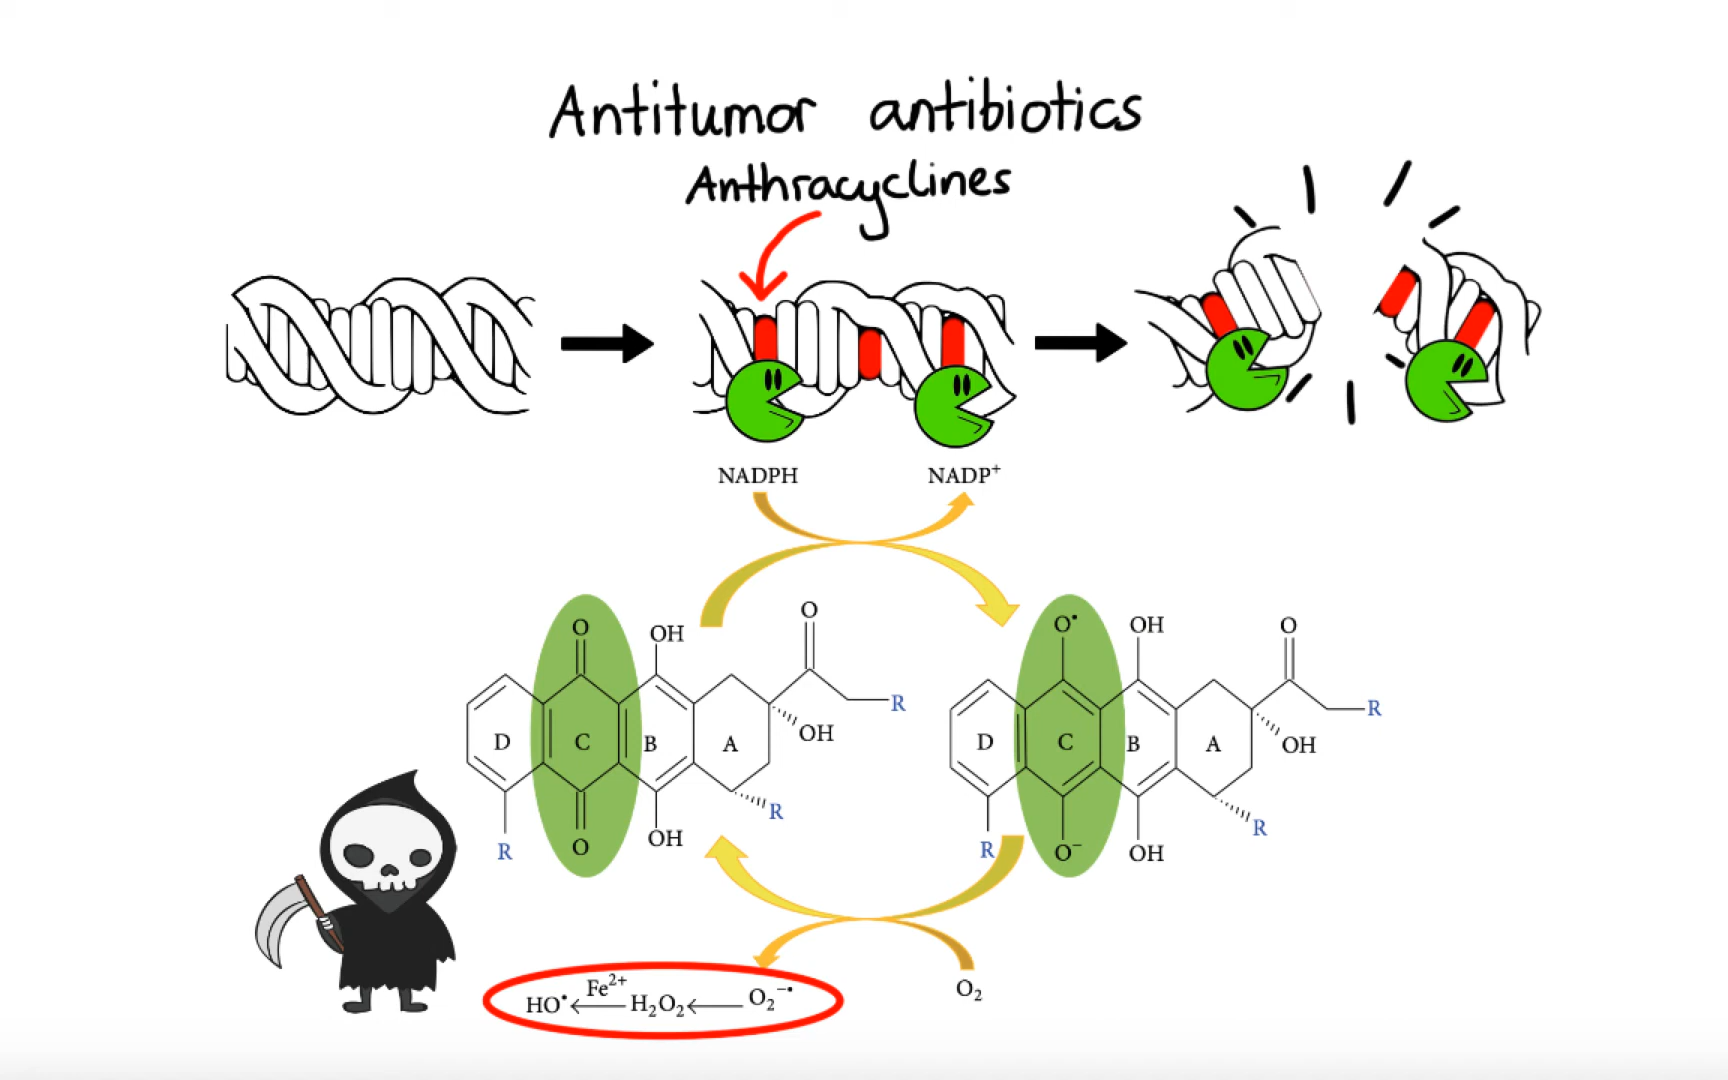 Antitumor antibiotics
Anthracyclines
NADPH
NADP⁺
O
OH
O
R
OH
D
C
B
A
R
R
O
OH
O•
OH
O
R
OH
D
C
B
A
R
R
O⁻
OH
HO• ← Fe²⁺ H₂O₂ ← O₂⁻•
O₂